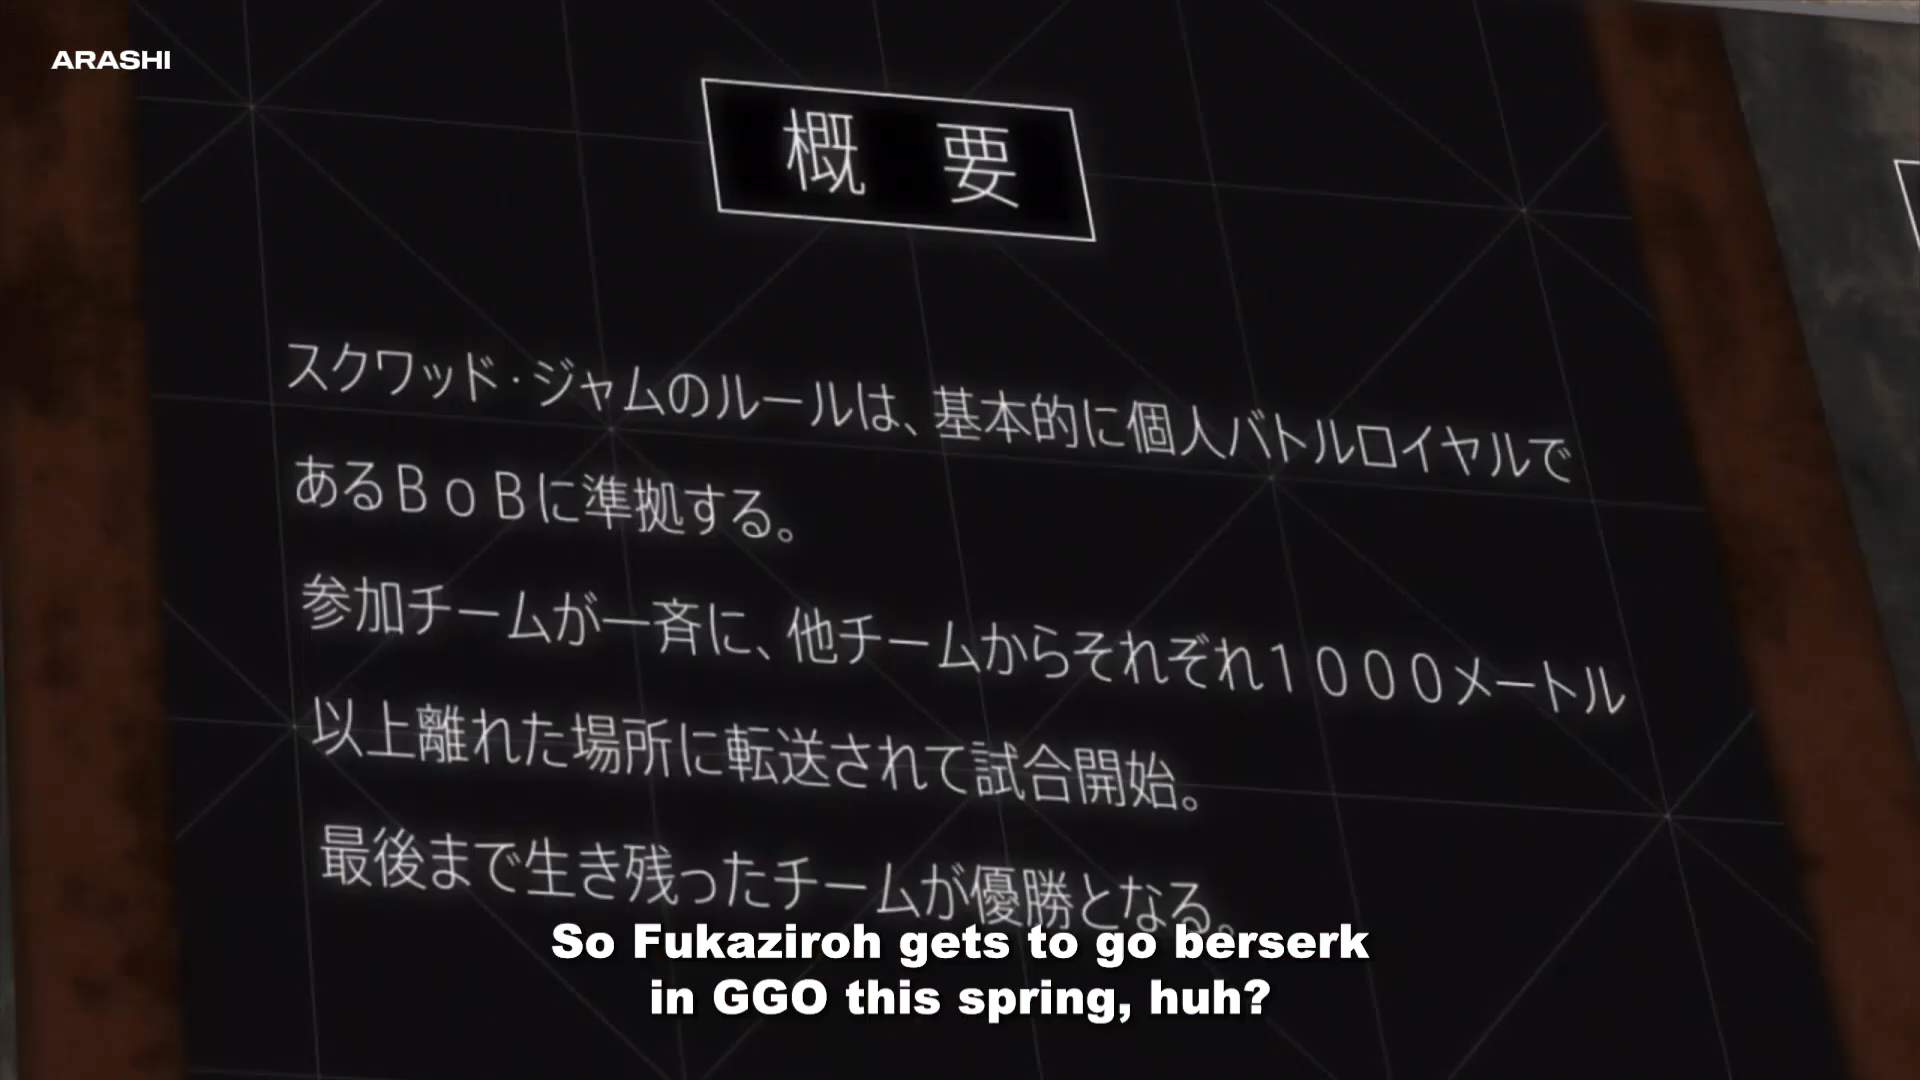 ARASHI
概 要
スクワッド・ジャムのルールは、基本的に個人バトルロイヤルで
あるＢｏＢに準拠する。
参加チームが一斉に、他チームからそれぞれ１０００メートル
以上離れた場所に転送されて試合開始。
最後まで生き残ったチームが優勝となる。
So Fukaziroh gets to go berserk
in GGO this spring, huh?